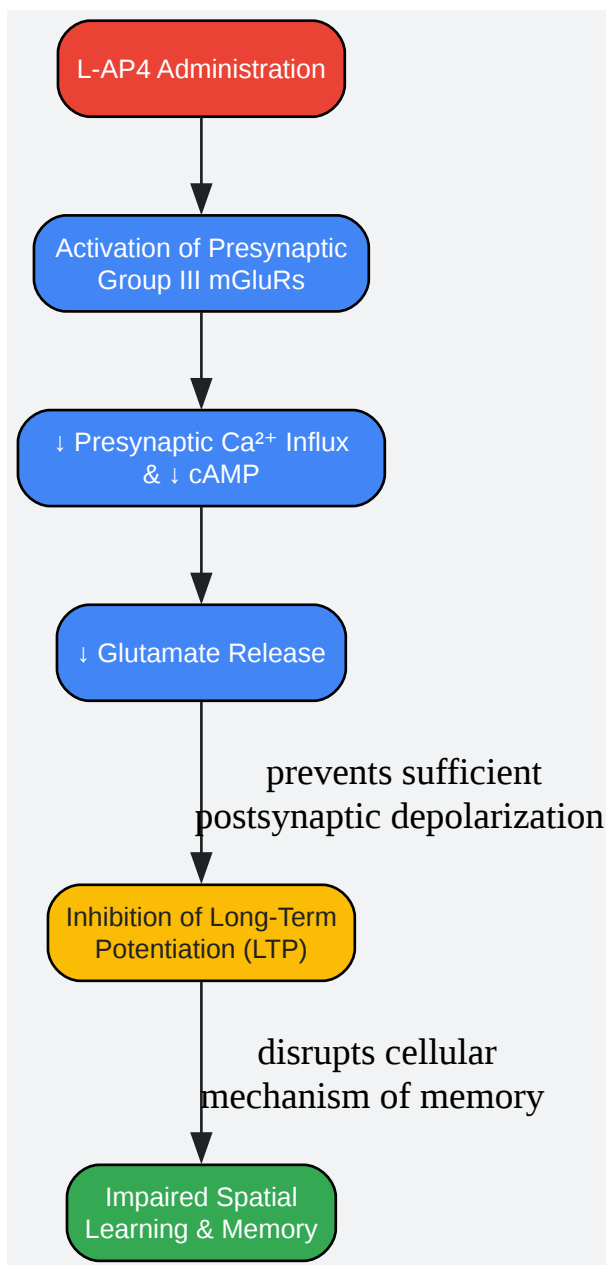 L-AP4 Administration
Activation of Presynaptic
Group III mGluRs
↓ Presynaptic Ca²⁺ Influx
& ↓ cAMP
↓ Glutamate Release
prevents sufficient
postsynaptic depolarization
Inhibition of Long-Term
Potentiation (LTP)
disrupts cellular
mechanism of memory
Impaired Spatial
Learning & Memory